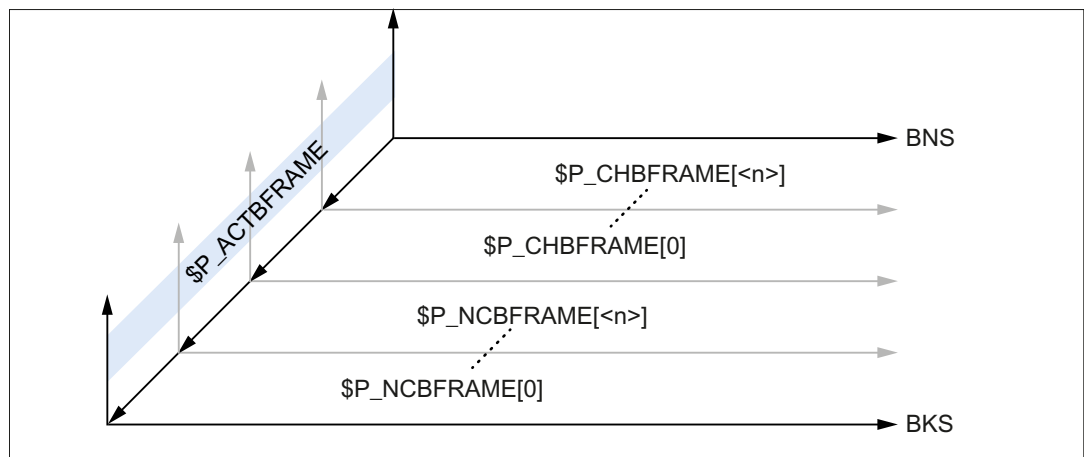 BNS
$P_CHBFRAME[<n>]
$P_ACTBFRAME
$P_CHBFRAME[0]
$P_NCBFRAME[<n>]
$P_NCBFRAME[0]
BKS